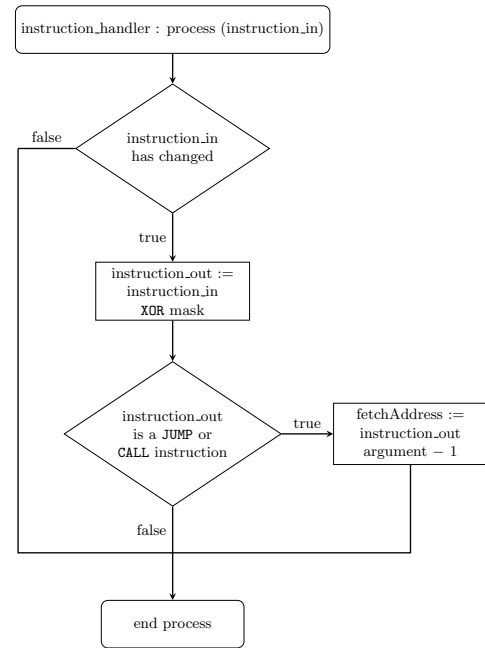 instruction_handler : process (instruction_in)
instruction_in
has changed
false
true
instruction_out :=
instruction_in
XOR mask
instruction_out
is a JUMP or
CALL instruction
true
fetchAddress :=
instruction_out
argument − 1
false
end process